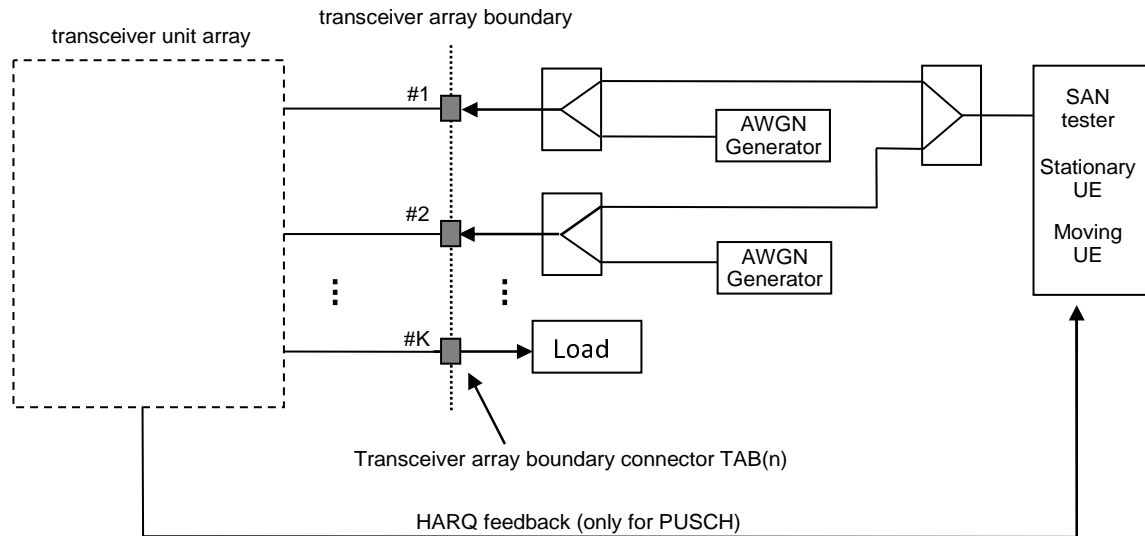 transceiver array boundary
transceiver unit array
#1
AWGN
Generator
SAN
tester
Stationary
UE
Moving
UE
#2
AWGN
Generator
#K
Load
Transceiver array boundary connector TAB(n)
HARQ feedback (only for PUSCH)